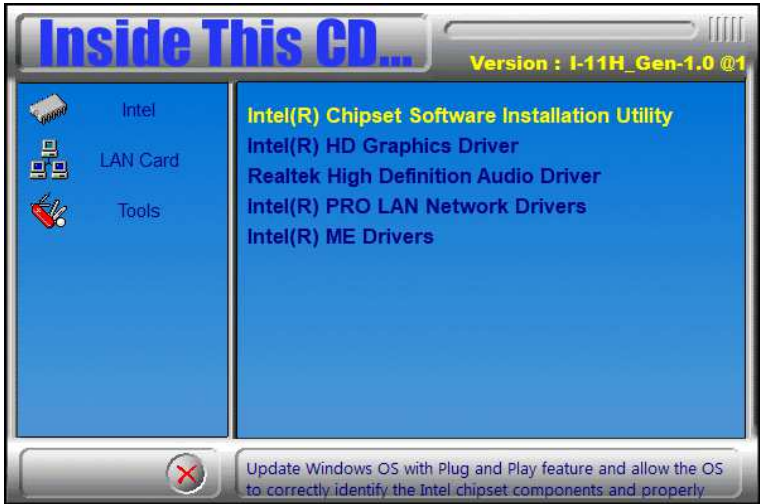 Inside This CD...
Version : I-11H_Gen-1.0 @1
Intel
LAN Card
Tools
Intel(R) Chipset Software Installation Utility
Intel(R) HD Graphics Driver
Realtek High Definition Audio Driver
Intel(R) PRO LAN Network Drivers
Intel(R) ME Drivers
Update Windows OS with Plug and Play feature and allow the OS
to correctly identify the Intel chipset components and properly